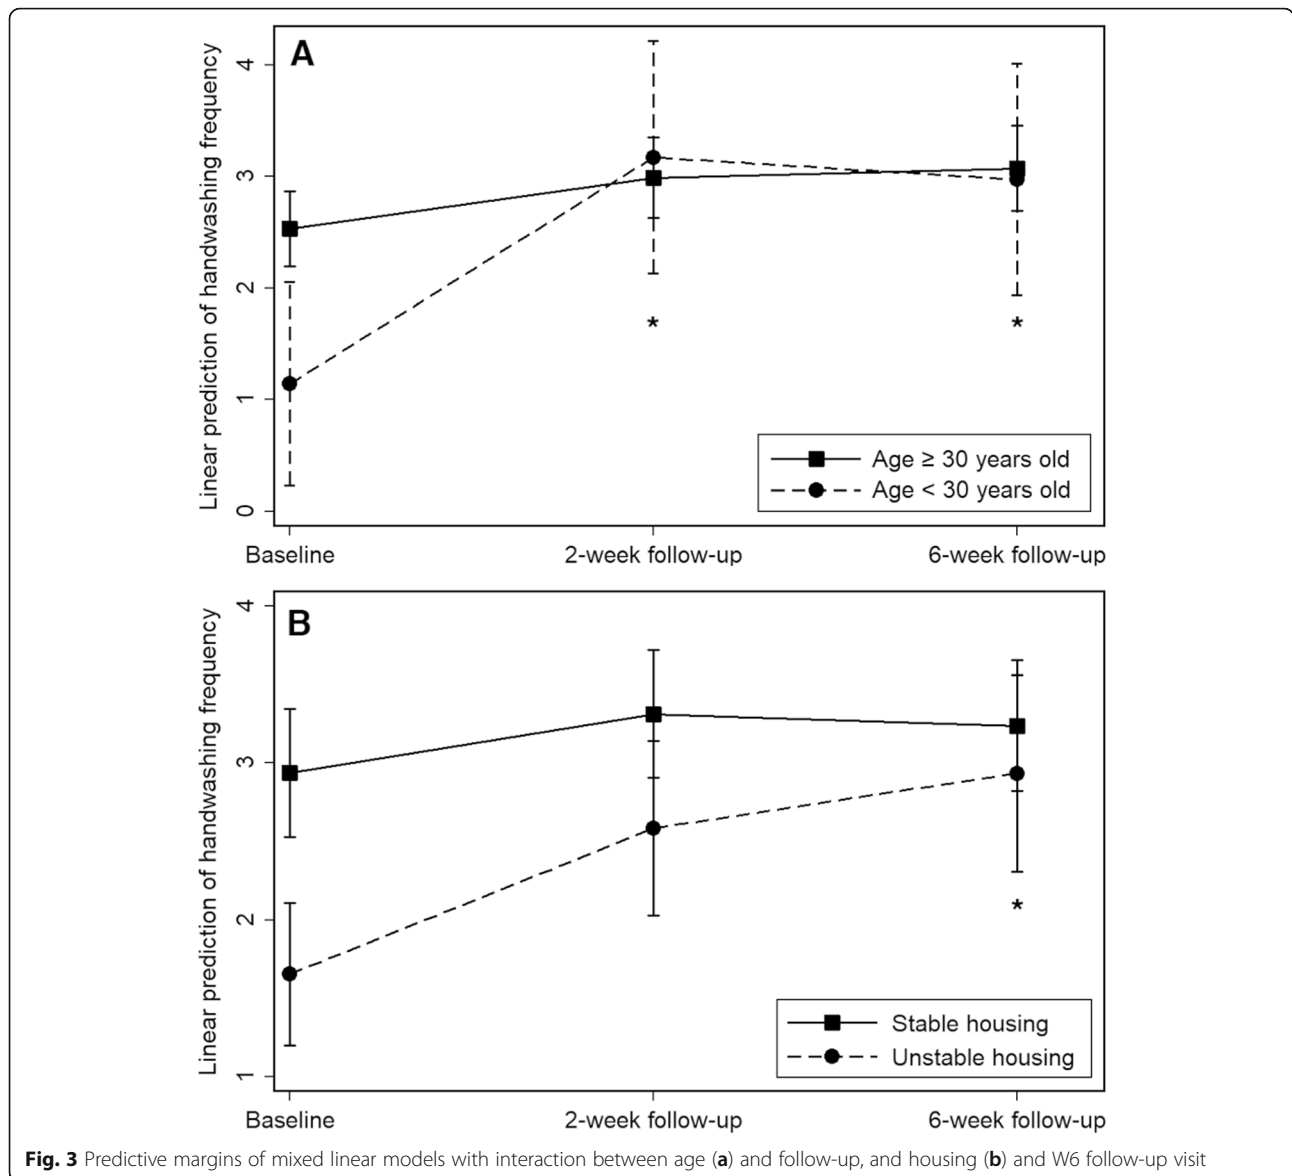 A
Linear prediction of handwashing frequency
4
3
2
1
0
*
*
Age ≥ 30 years old
Age < 30 years old
Baseline
2-week follow-up
6-week follow-up
B
Linear prediction of handwashing frequency
4
3
2
1
*
Stable housing
Unstable housing
Baseline
2-week follow-up
6-week follow-up
Fig. 3 Predictive margins of mixed linear models with interaction between age (a) and follow-up, and housing (b) and W6 follow-up visit